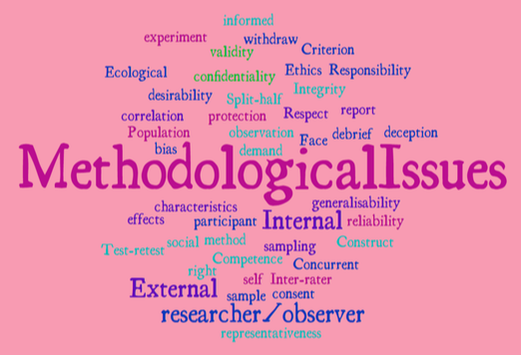 informed
experiment withdraw
validity Criterion
Ecological confidentiality Ethics Responsibility
desirability Split-half Integrity
correlation protection Respect report
Population observation Face debrief deception
bias demand
MethodologicalIssues
characteristics generalisability
effects participant Internal reliability
Test-retest social method sampling Construct
right Competence Concurrent
External self Inter-rater
sample consent
researcher/observer
representativeness